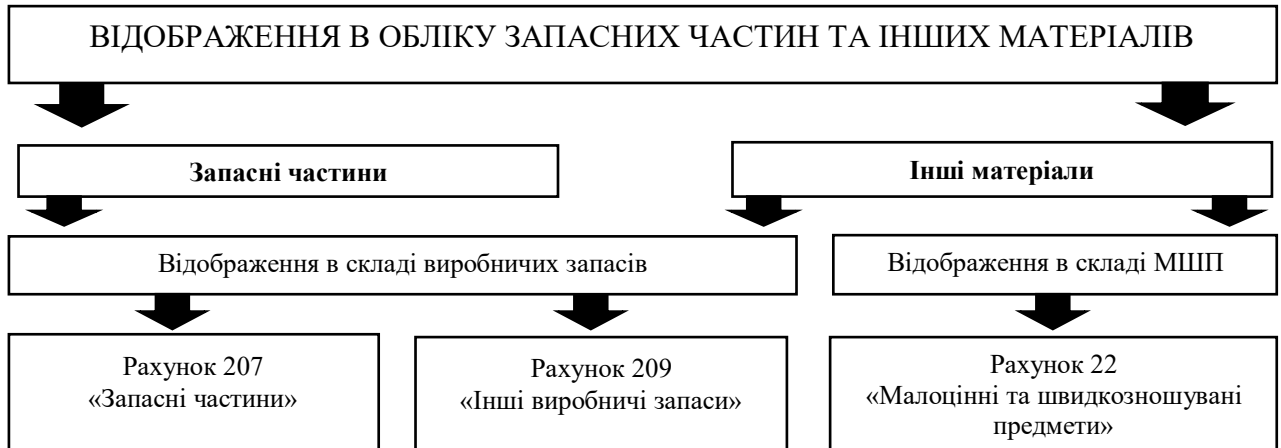 ВІДОБРАЖЕННЯ В ОБЛІКУ ЗАПАСНИХ ЧАСТИН ТА ІНШИХ МАТЕРІАЛІВ
Запасні частини
Інші матеріали
Відображення в складі виробничих запасів
Відображення в складі МШП
Рахунок 207
«Запасні частини»
Рахунок 209
«Інші виробничі запаси»
Рахунок 22
«Малоцінні та швидкозношувані
предмети»